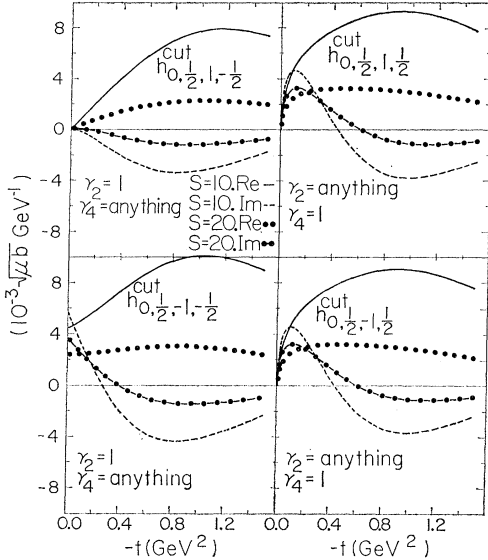 8
4
0
-4
cut
h0,½,1,-½
γ2=1
γ4=anything
S=10.Re —
S=10.Im ---
S=20.Re ••
S=20.Im •-•
cut
h0,½,1,½
γ2=anything
γ4=1
(10⁻³√μb GeV⁻¹)
8
4
0
-4
-8
cut
h0,½,-1,-½
γ2=1
γ4=anything
cut
h0,½,-1,½
γ2=anything
γ4=1
0.0 0.4 0.8 1.2
0.0 0.4 0.8 1.2
-t(GeV²)
-t(GeV²)